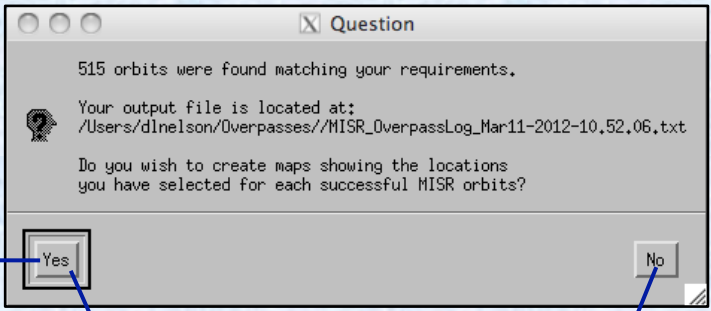 Question
515 orbits were found matching your requirements.
Your output file is located at:
/Users/dlnelson/Overpasses//MISR_OverpassLog_Mar11-2012-10.52.06.txt
Do you wish to create maps showing the locations
you have selected for each successful MISR orbits?
Yes
No